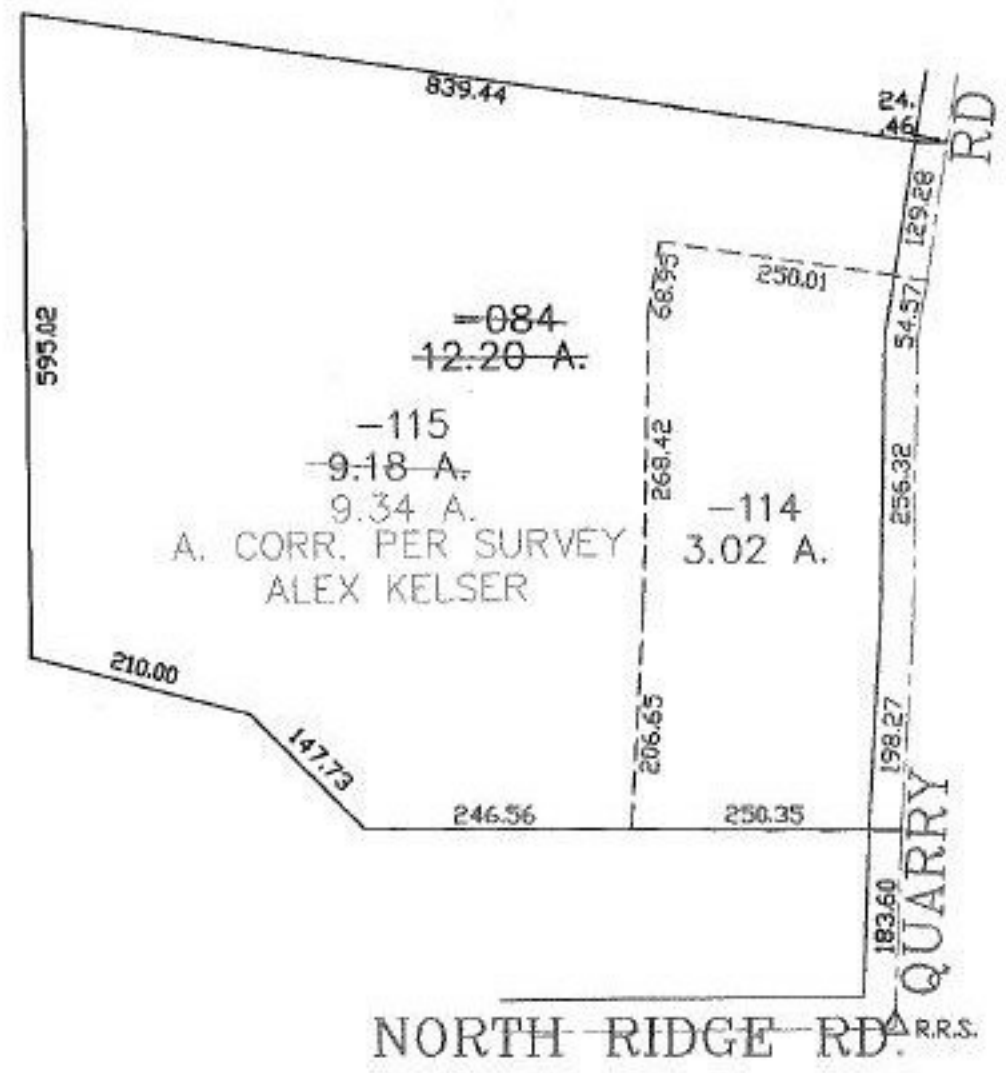 839.44
24.
.46
RD
129.28
250.01
68.95
54.57
595.02
-084
12.20 A.
-115
9.18 A.
9.34 A.
A. CORR. PER SURVEY
ALEX KELSER
268.42
256.32
-114
3.02 A.
210.00
147.73
206.65
198.27
246.56
250.35
183.60
QUARRY
NORTH RIDGE RD.
R.R.S.